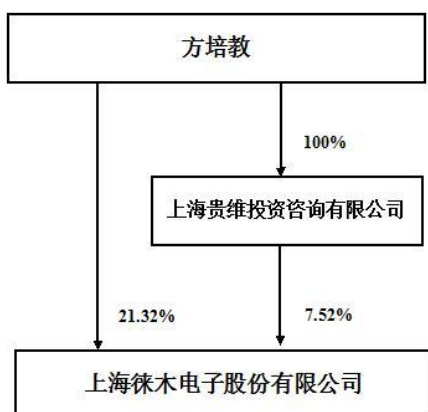 方培教
100%
上海贵维投资咨询有限公司
21.32%
7.52%
上海徕木电子股份有限公司